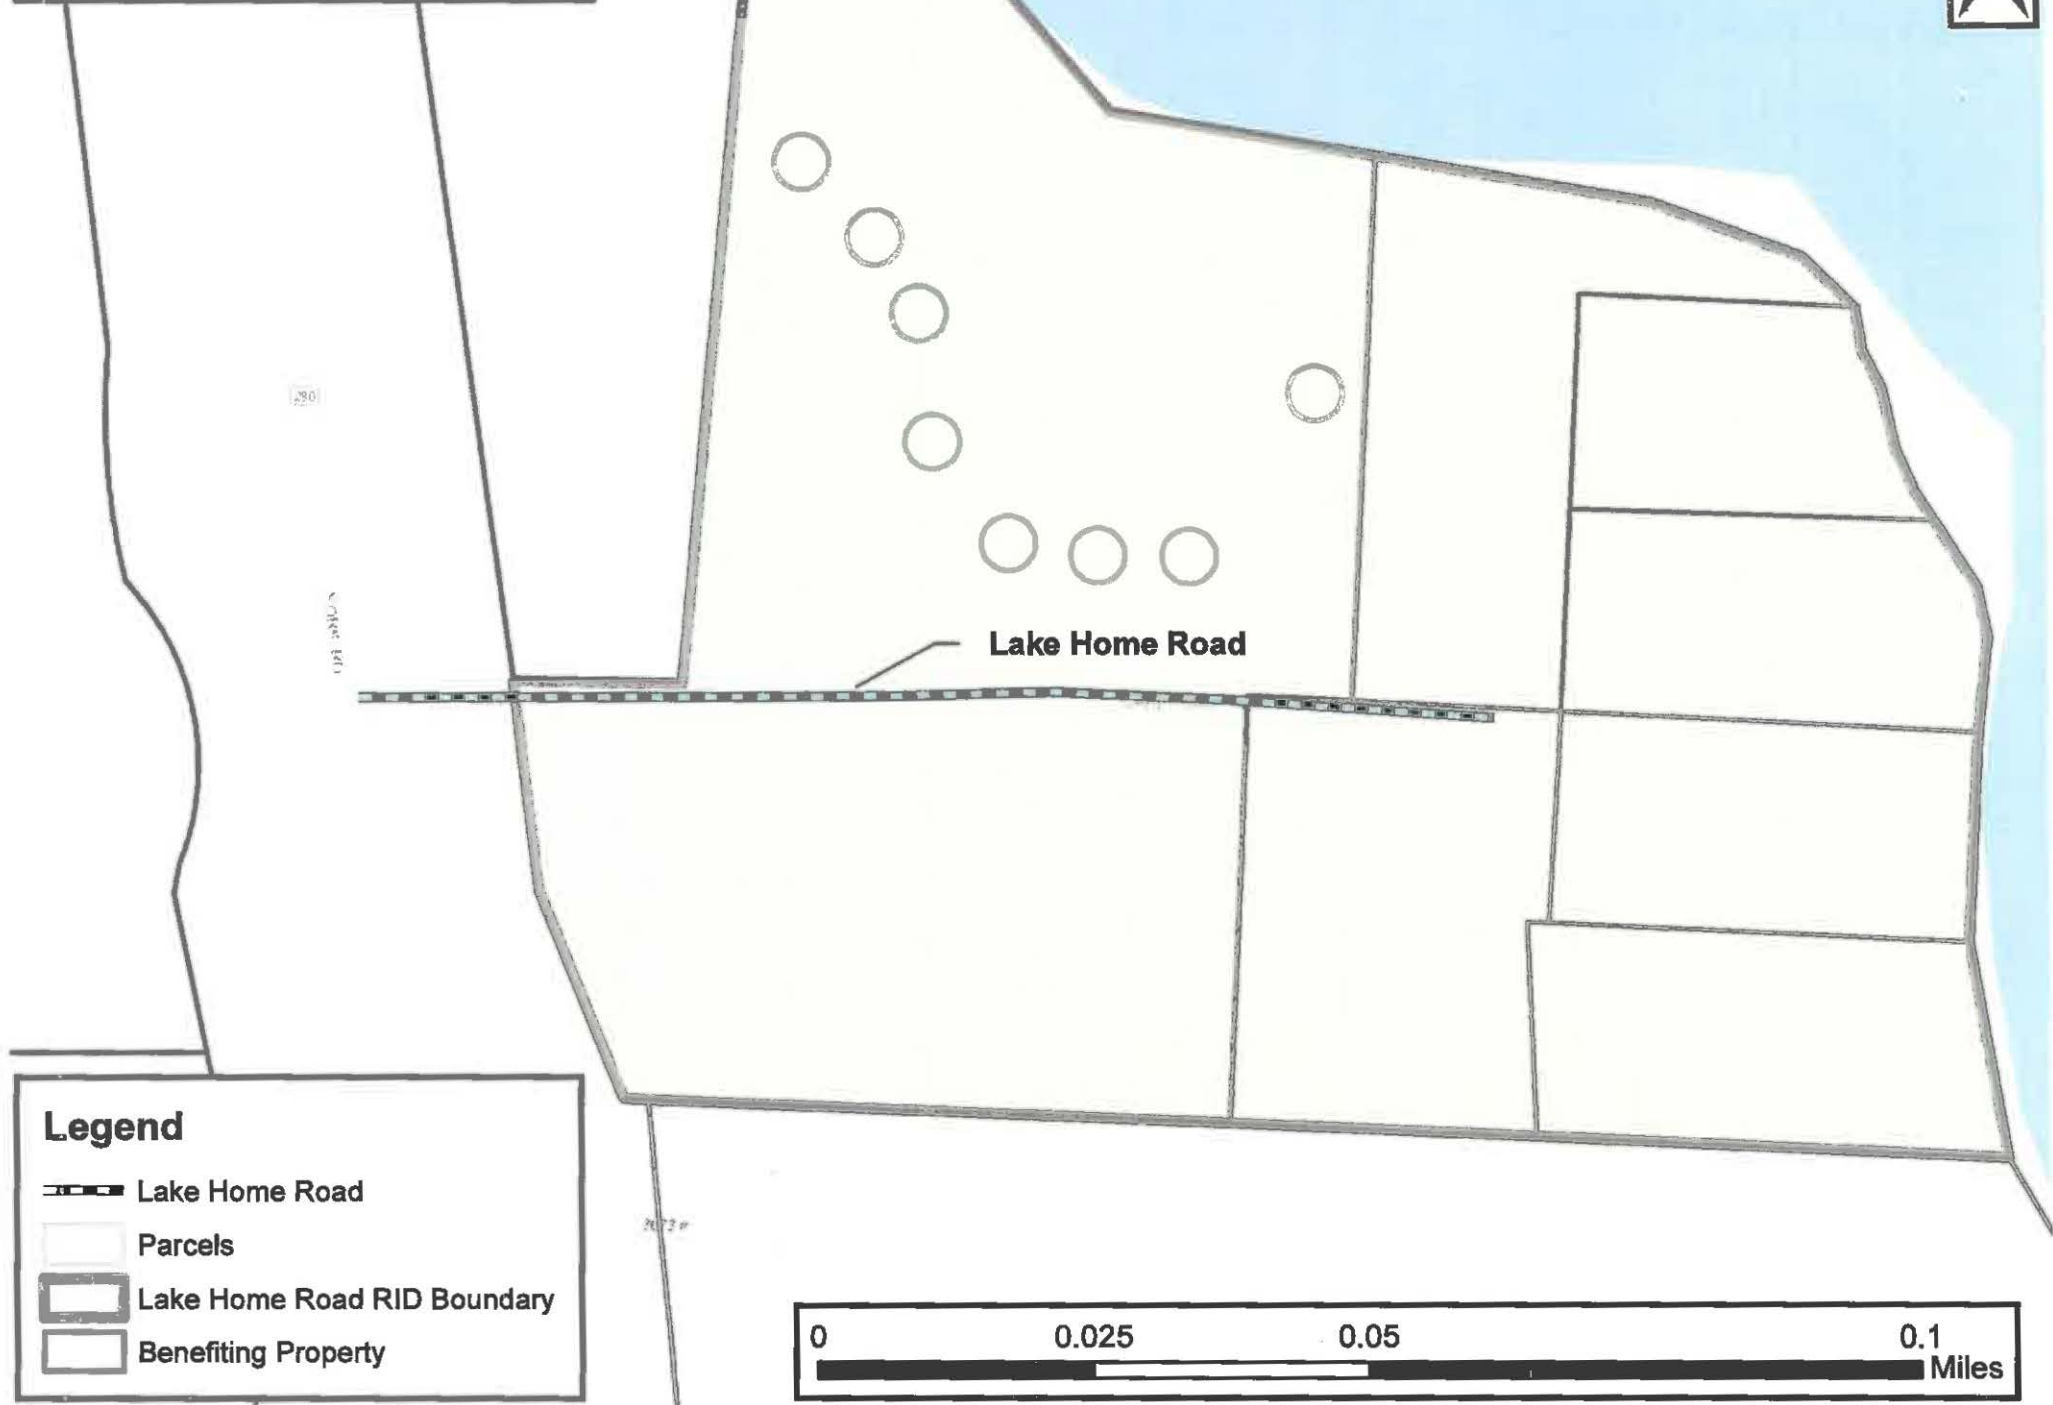 Lake Home Road
Legend
Lake Home Road
Parcels
Lake Home Road RID Boundary
Benefiting Property
0 0.025 0.05 0.1
Miles